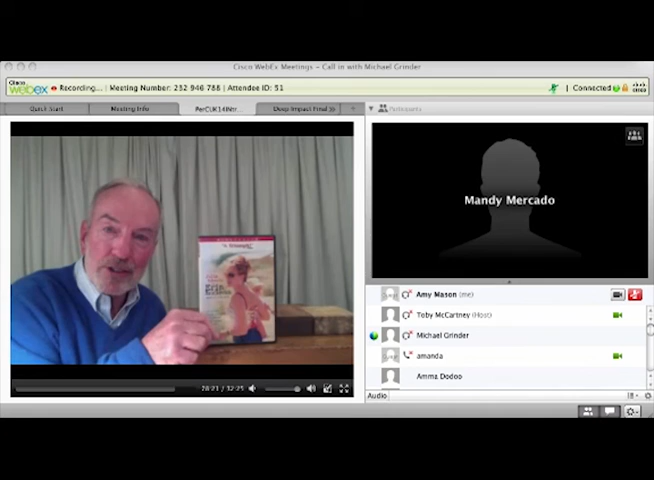 Cisco WebEx Meetings - Call in with Michael Grinder
Cisco
webex
Recording... | Meeting Number: 232 946 788 | Attendee ID: 51
| Connected
Quick Start
Meeting Info
PerCUK14INtr...
Deep Impact Final
Participants
Mandy Mercado
Erin
Amy Mason (me)
Toby McCartney (Host)
Michael Grinder
amanda
Amma Dodoo
28:21 / 32:25
Audio